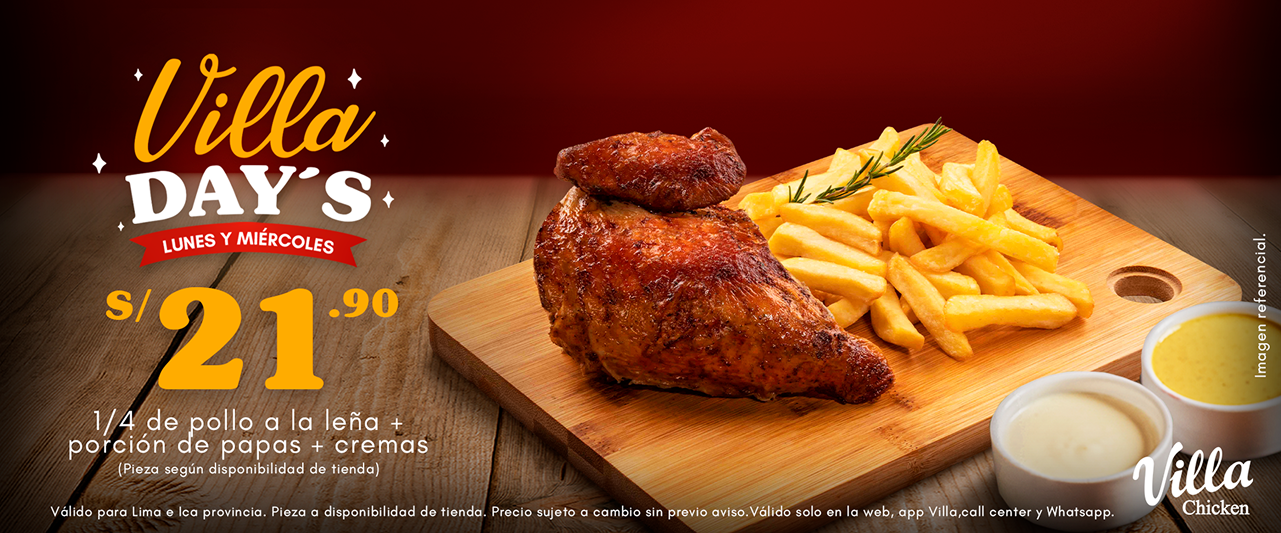 Villa
DAY´S
LUNES Y MIÉRCOLES
S/21.90
1/4 de pollo a la leña +
porción de papas + cremas
(Pieza según disponibilidad de tienda)
Válido para Lima e Ica provincia. Pieza a disponibilidad de tienda. Precio sujeto a cambio sin previo aviso.Válido solo en la web, app Villa,call center y Whatsapp.
Imagen referencial.
Villa
Chicken